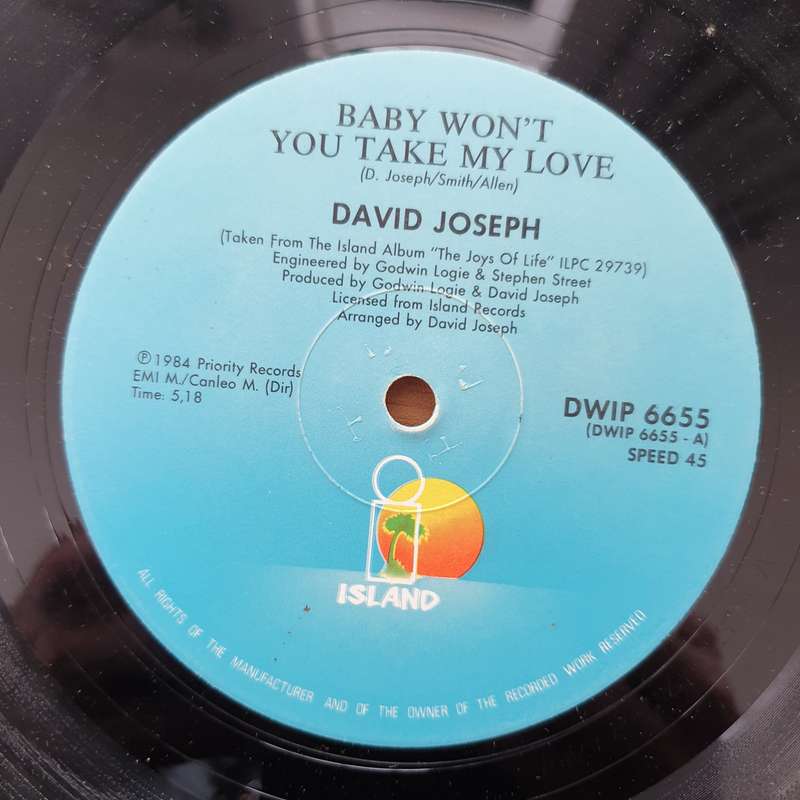 BABY WON'T
YOU TAKE MY LOVE
(D. Joseph/Smith/Allen)
DAVID JOSEPH
(Taken From The Island Album "The Joys Of Life" ILPC 29739)
Engineered by Godwin Logie & Stephen Street
Produced by Godwin Logie & David Joseph
Licensed from Island Records
Arranged by David Joseph
℗ 1984 Priority Records
EMI M./Canleo M. (Dir)
Time: 5,18
DWIP 6655
(DWIP 6655 - A)
SPEED 45
ISLAND
ALL RIGHTS OF THE MANUFACTURER AND OF THE OWNER OF THE RECORDED WORK RESERVED